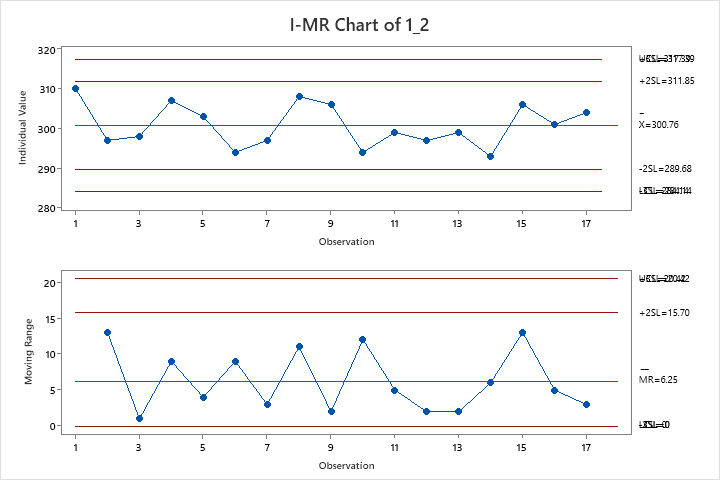 I-MR Chart of 1_2
320
310
300
290
280
Individual Value
1
3
5
7
9
11
13
15
17
Observation
+2SL=311.85
X=300.76
-2SL=289.68
20
15
10
5
0
Moving Range
1
3
5
7
9
11
13
15
17
Observation
+2SL=15.70
MR=6.25